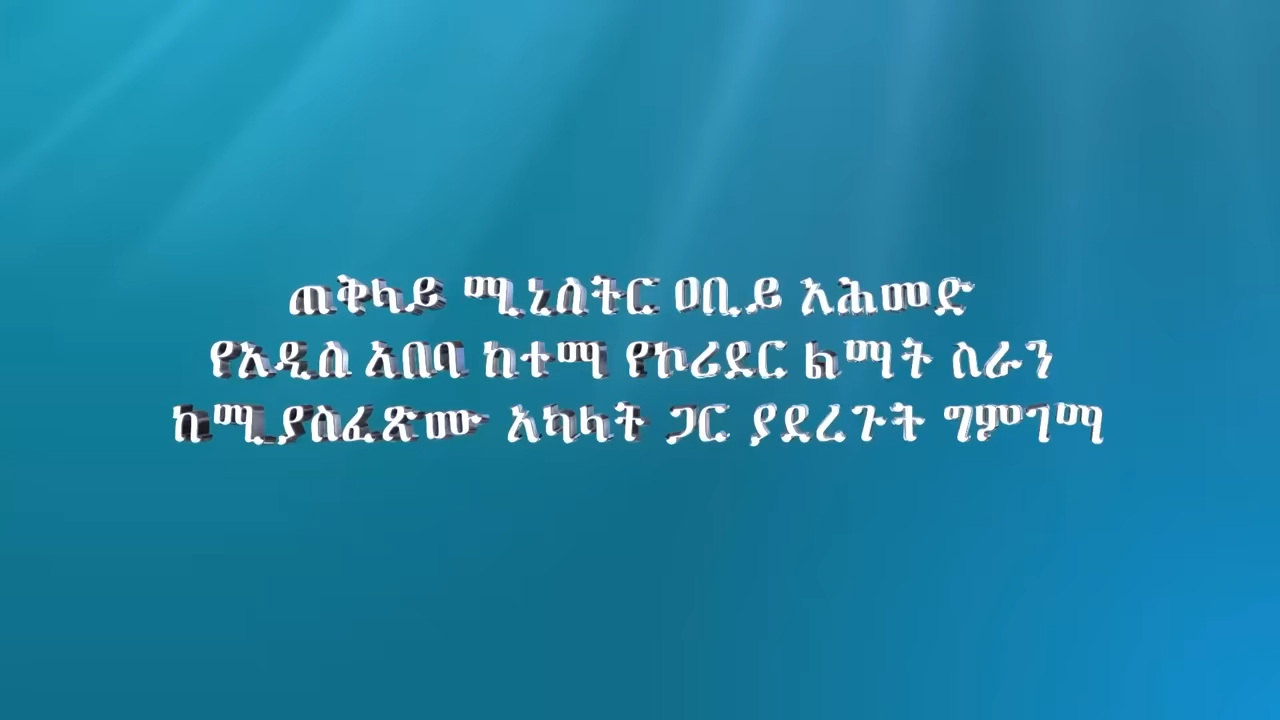 ጠቅላይ ሚኒስትር ዐቢይ አሕመድ
የአዲስ አበባ ከተማ የኮሪደር ልማት ስራን
ከሚያስፈጽሙ አካላት ጋር ያደረጉት ግምገማ